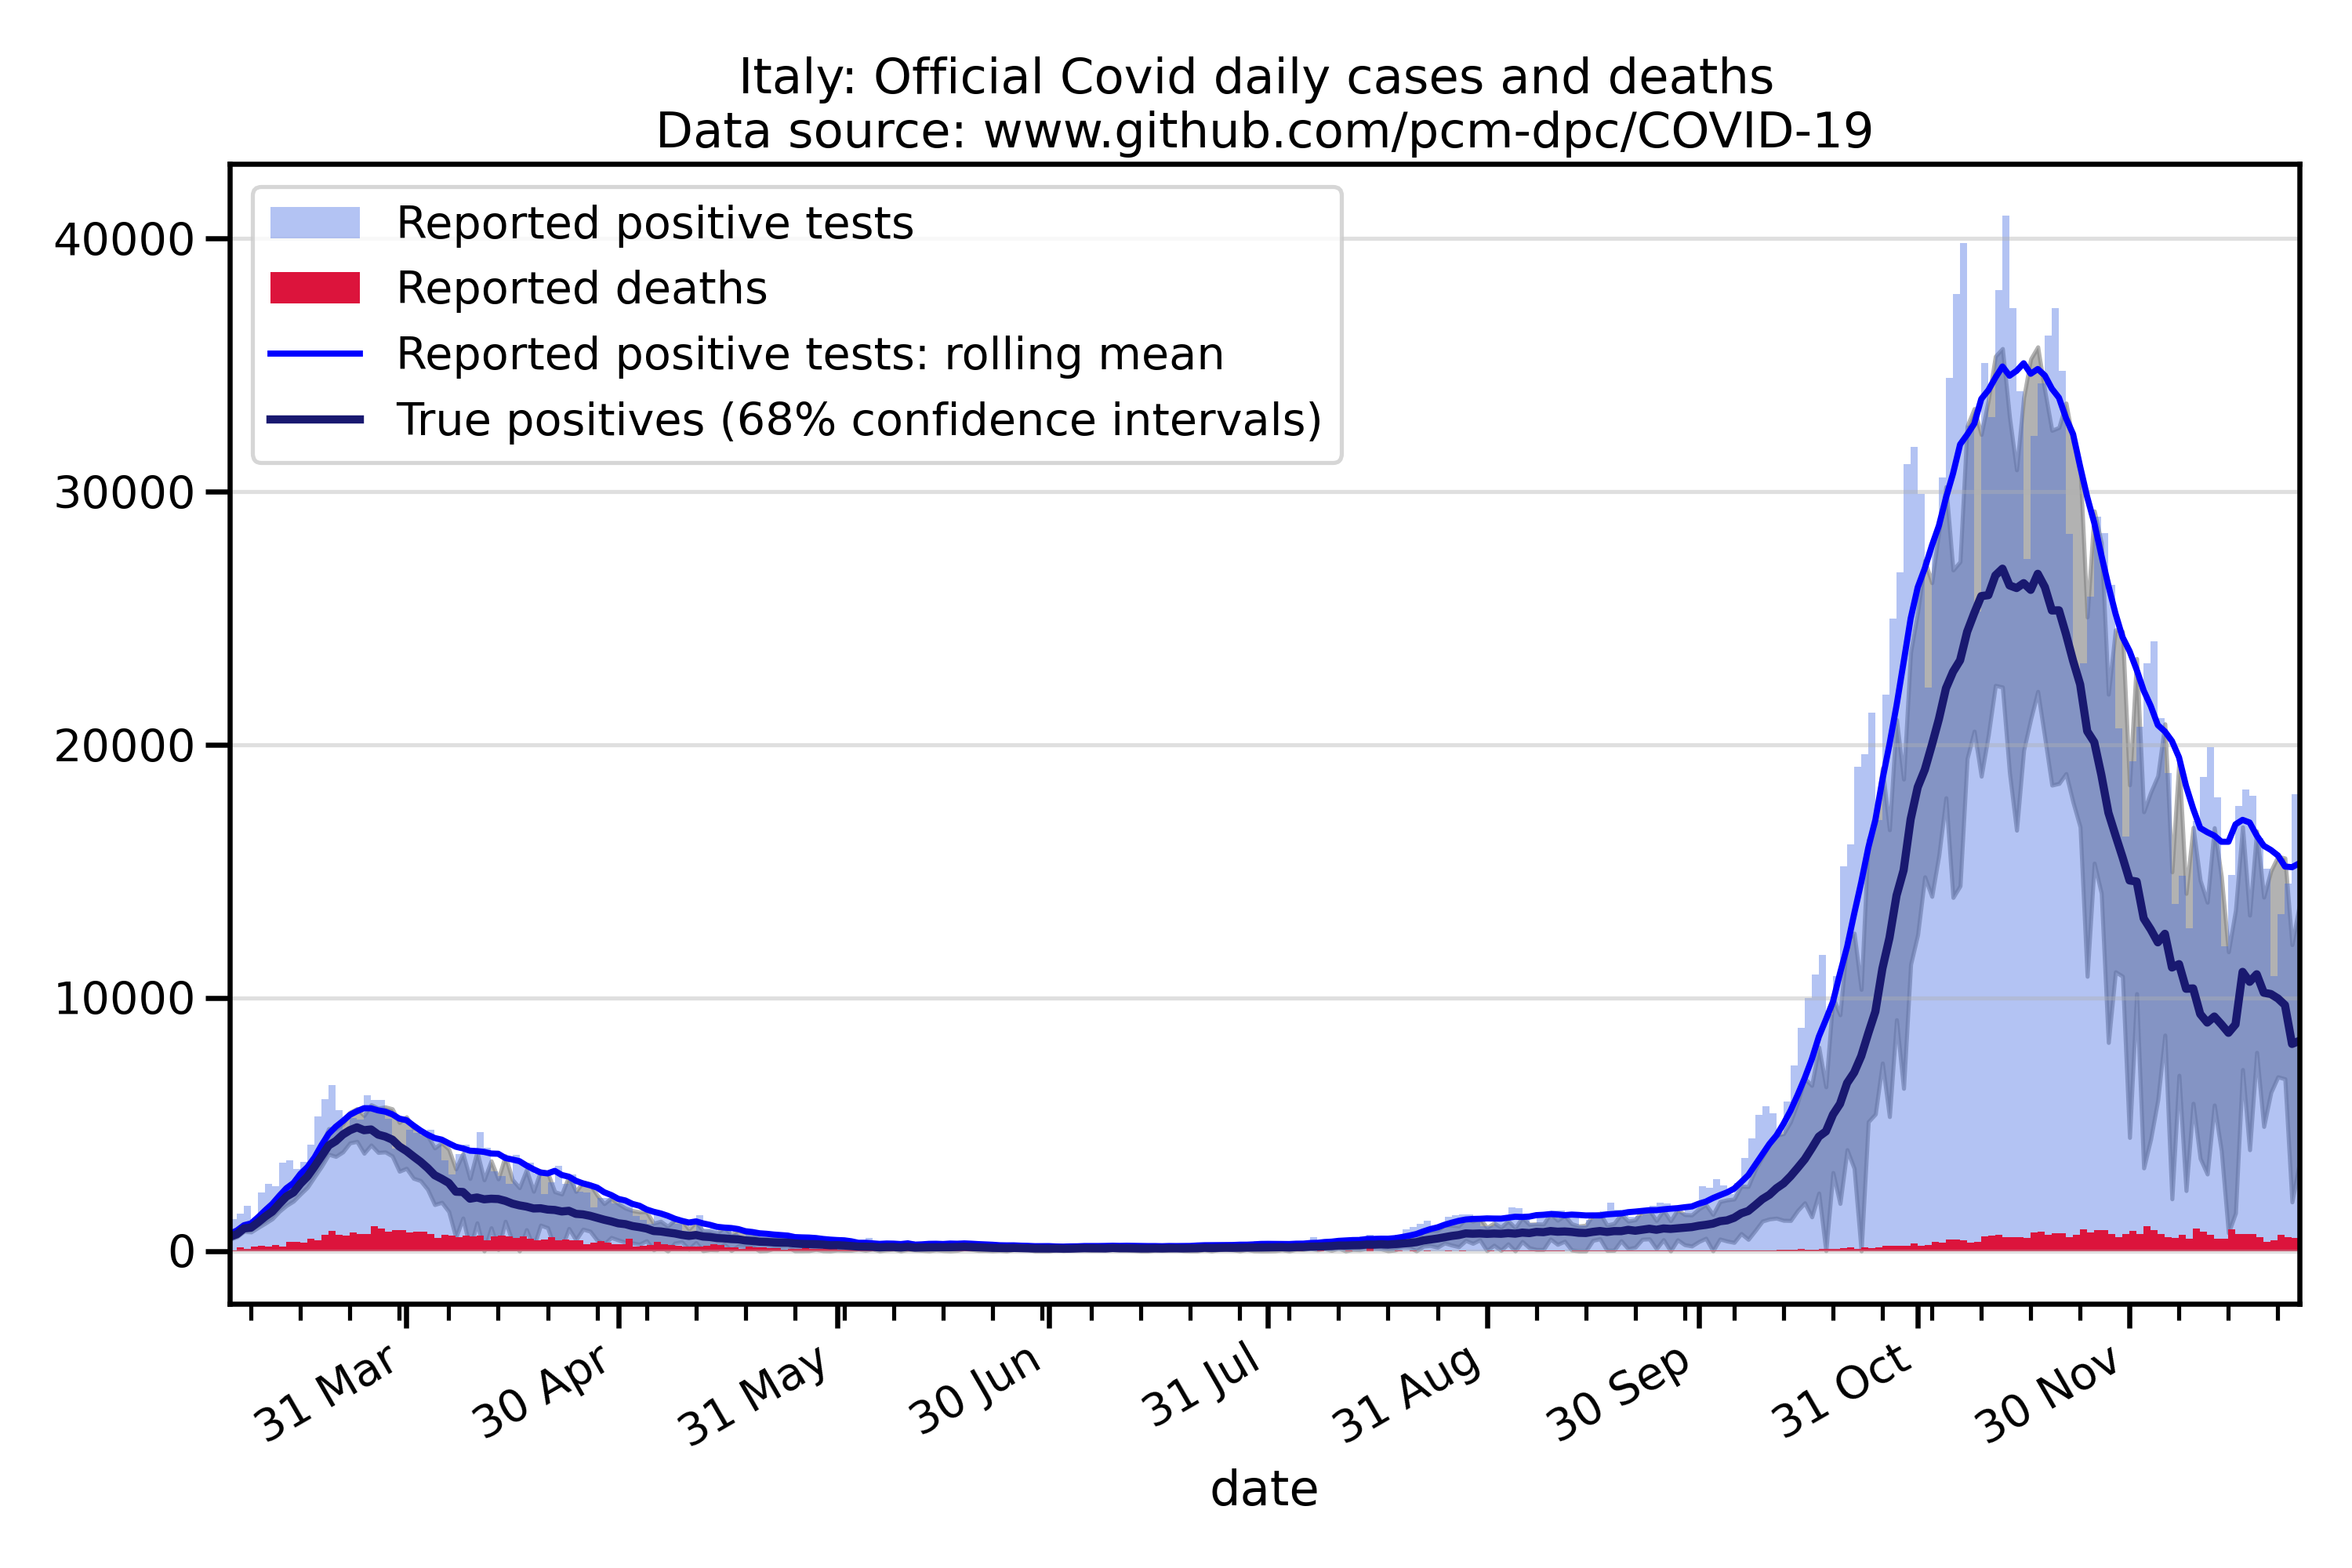 Italy: Official Covid daily cases and deaths
Data source: www.github.com/pcm-dpc/COVID-19
Reported positive tests
Reported deaths
Reported positive tests: rolling mean
True positives (68% confidence intervals)
40000
30000
20000
10000
0
31 Mar
30 Apr
31 May
30 Jun
31 Jul
31 Aug
30 Sep
31 Oct
30 Nov
date